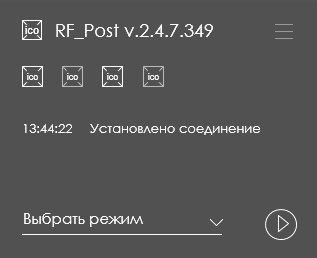 ico RF_Post v.2.4.7.349
ico ico ico ico
13:44:22 Установлено соединение
Выбрать режим